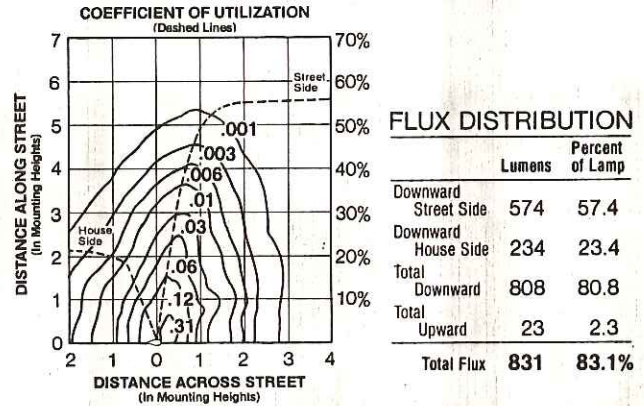 COEFFICIENT OF UTILIZATION
(Dashed Lines)
7 70%
6 60%
Street
Side
5 50%
.001
4 .003 40%
.006
3 .01 30%
.03
House
Side
2 20%
.06
1 .12 10%
.31
0
2 1 0 1 2 3 4
DISTANCE ALONG STREET
(In Mounting Heights)
DISTANCE ACROSS STREET
(In Mounting Heights)
FLUX DISTRIBUTION
Lumens Percent of Lamp
Downward
Street Side 574 57.4
Downward
House Side 234 23.4
Total
Downward 808 80.8
Total
Upward 23 2.3
Total Flux 831 83.1%